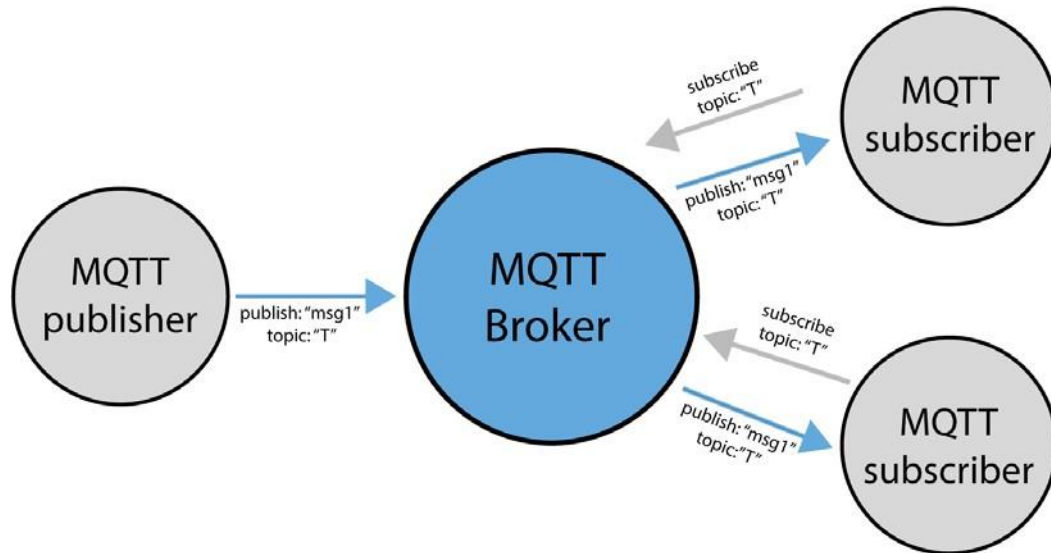 MQTT
publisher
publish: “msg1”
topic: “T”
MQTT
Broker
subscribe
topic: “T”
publish: “msg1”
topic: “T”
MQTT
subscriber
subscribe
topic: “T”
publish: “msg1”
topic: “T”
MQTT
subscriber